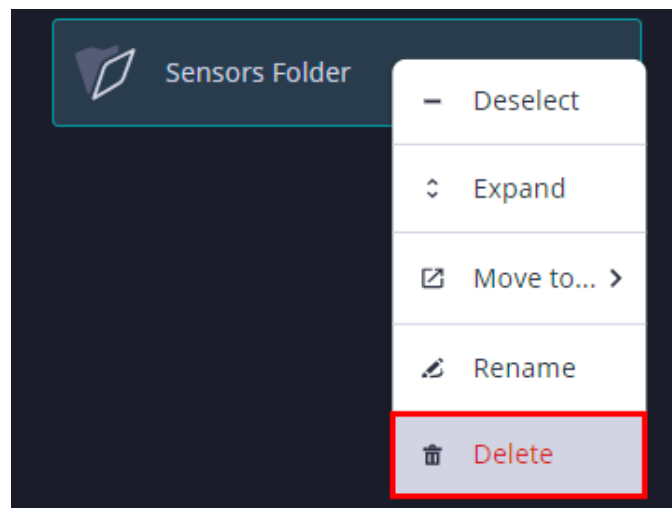 Sensors Folder
Deselect
Expand
Move to...
Rename
Delete